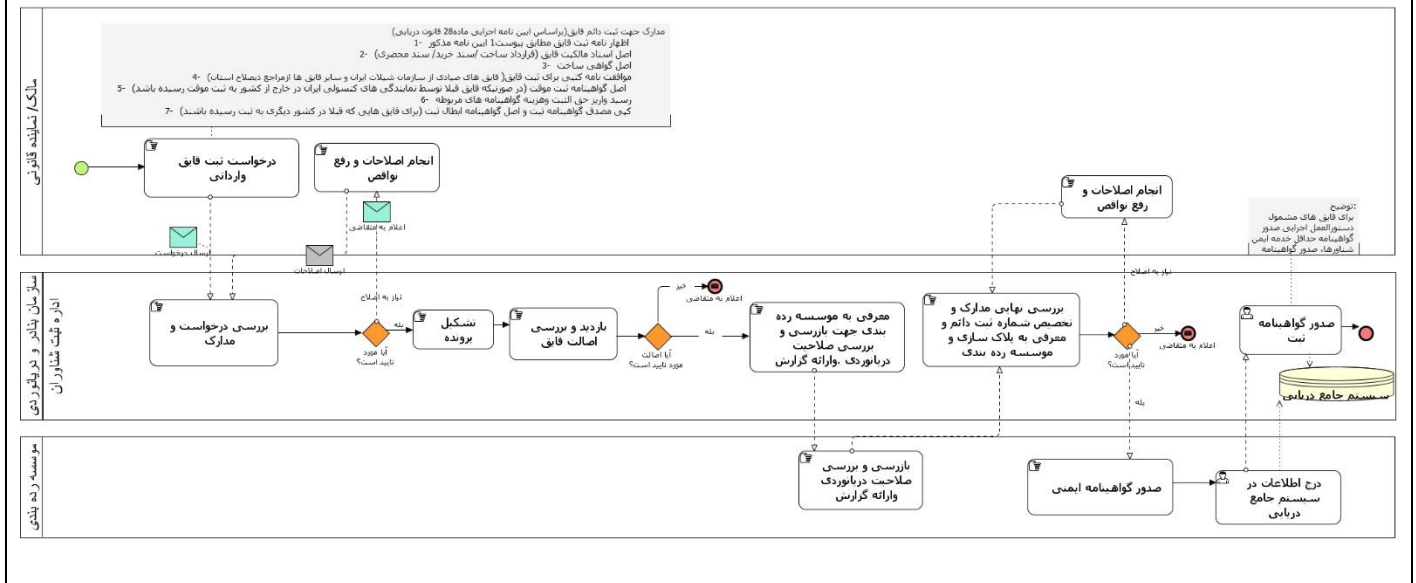 مالک/ نماینده قانونی
مدارک جهت ثبت دائم قایق(براساس ایین نامه اجرایی ماده28 قانون دریایی)
1- اظهار نامه ثبت قایق مطابق پیوست1 ایین نامه مذکور
2- اصل اسناد مالکیت قایق (قرارداد ساخت /سند خرید/ سند محضری)
3- اصل گواهی ساخت
4- موافقت نامه کتبی برای ثبت قایق( قایق های صیادی از سازمان شیلات ایران و سایر قایق ها ازمراجع ذیصلاح استان)
5- اصل گواهینامه ثبت موقت (در صورتیکه قایق قبلا توسط نمایندگی های کنسولی ایران در خارج از کشور به ثبت موقت رسیده باشد)
6- رسید واریز حق الثبت وهزینه گواهینامه های مربوطه
7- کپی مصدق گواهینامه ثبت و اصل گواهینامه ابطال ثبت (برای قایق هایی که قبلا در کشور دیگری به ثبت رسیده باشند)
درخواست ثبت قایق
وارداتی
انجام اصلاحات و رفع
نواقص
اعلام به متقاضی
ارسال درخواست
ارسال اصلاحات
انجام اصلاحات و
رفع نواقص
توضیح:
برای قایق های مشمول
دستورالعمل اجرایی صدور
گواهینامه حداقل خدمه ایمن
شناورها، صدور گواهینامه
سازمان بنادر و دریانوردی
اداره ثبت شناوران
بررسی درخواست و
مدارک
نیاز به اصلاح
آیا مورد
تایید است؟
بله
تشکیل
پرونده
بازدید و بررسی
اصالت قایق
آیا اصالت
مورد تایید است؟
خیر
اعلام به متقاضی
بله
معرفی به موسسه رده
بندی جهت بازرسی و
بررسی صلاحیت
دریانوردی .وارائه گزارش
بررسی نهایی مدارک و
تخصیص شماره ثبت دائم و
معرفی به پلاک سازی و
موسسه رده بندی
نیاز به اصلاح
آیا مورد
تایید است؟
خیر
اعلام به متقاضی
بله
صدور گواهینامه
ثبت
سیستم جامع دریایی
موسسه رده بندی
بازرسی و بررسی
صلاحیت دریانوردی
وارائه گزارش
صدور گواهینامه ایمنی
درج اطلاعات در
سیستم جامع
دریایی